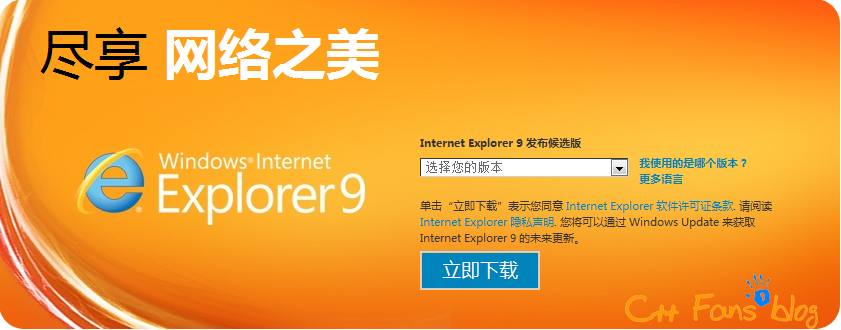 尽享 网络之美
Windows® Internet
Explorer 9
Internet Explorer 9 发布候选版
选择您的版本
我使用的是哪个版本？
更多语言
单击“立即下载”表示您同意 Internet Explorer 软件许可证条款. 请阅读
Internet Explorer 隐私声明. 您将可以通过 Windows Update 来获取
Internet Explorer 9 的未来更新。
立即下载
C++ Fans blog